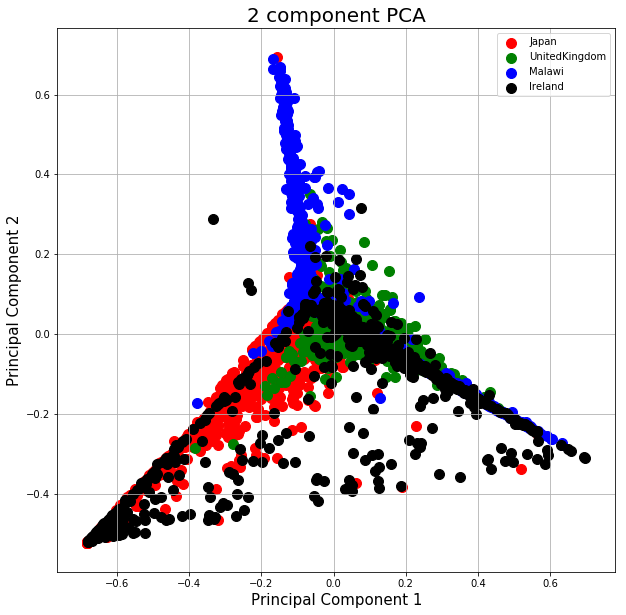 2 component PCA
Japan
UnitedKingdom
Malawi
Ireland
0.6
0.4
0.2
0.0
−0.2
−0.4
Principal Component 2
−0.6
−0.4
−0.2
0.0
0.2
0.4
0.6
Principal Component 1